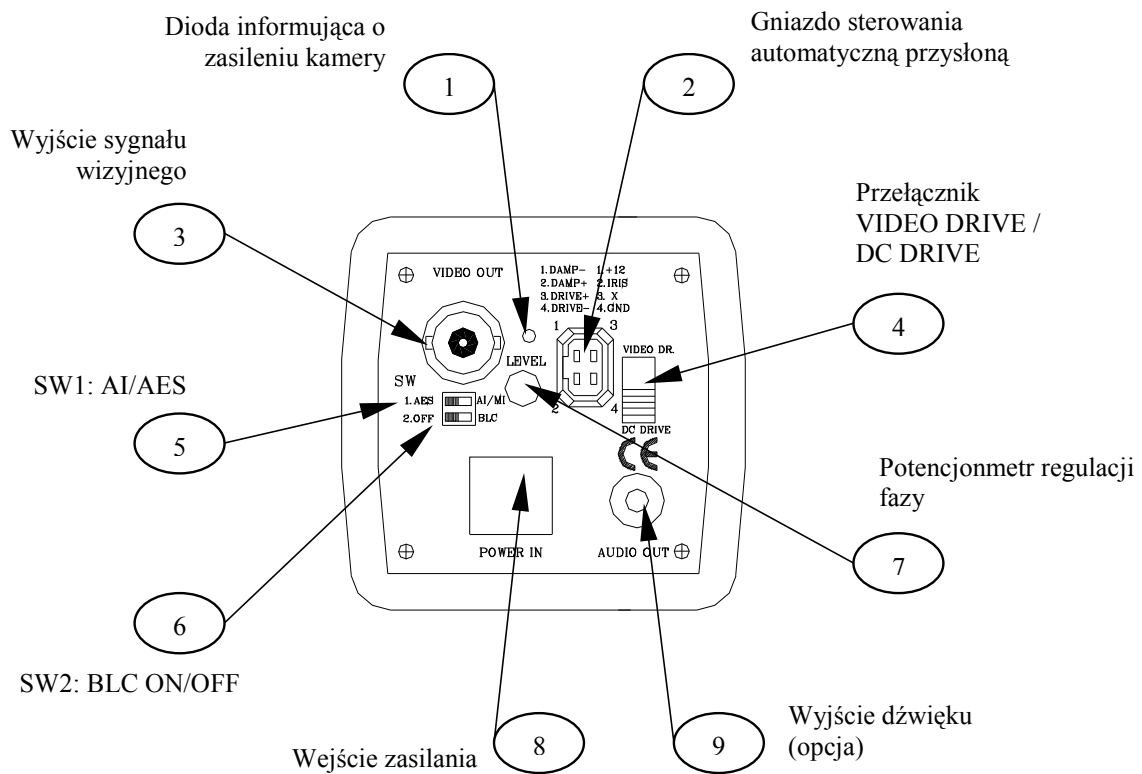 Dioda informująca o
zasileniu kamery
1
Gniazdo sterowania
automatyczną przysłoną
2
Wyjście sygnału
wizyjnego
3
Przełącznik
VIDEO DRIVE /
DC DRIVE
4
VIDEO OUT
1.DAMP- 1.+12
2.DAMP+ 2.IRIS
3.DRIVE+ 3. X
4.DRIVE- 4.GND
1 3
LEVEL
VIDEO DR.
SW1: AI/AES
5
SW
1.AES AI/MI
2.OFF BLC
2 4
DC DRIVE
CE
Potencjonmetr regulacji
fazy
7
POWER IN
AUDIO OUT
6
SW2: BLC ON/OFF
Wejście zasilania
8
9
Wyjście dźwięku
(opcja)